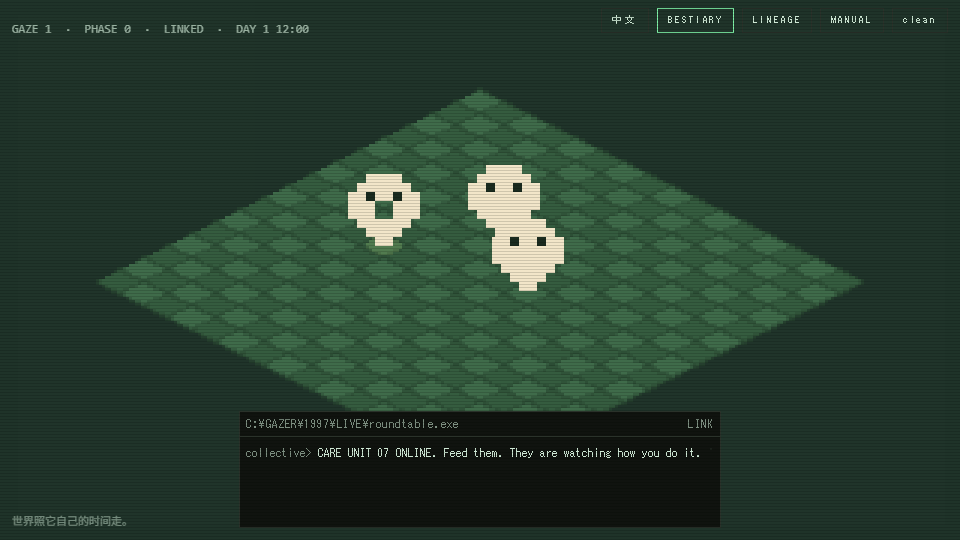 GAZE 1 · PHASE 0 · LINKED · DAY 1 12:00
中文 BESTIARY LINEAGE MANUAL clean
C:¥GAZER¥1997¥LIVE¥roundtable.exe LINK
collective> CARE UNIT 07 ONLINE. Feed them. They are watching how you do it.
世界照它自己的时间走。